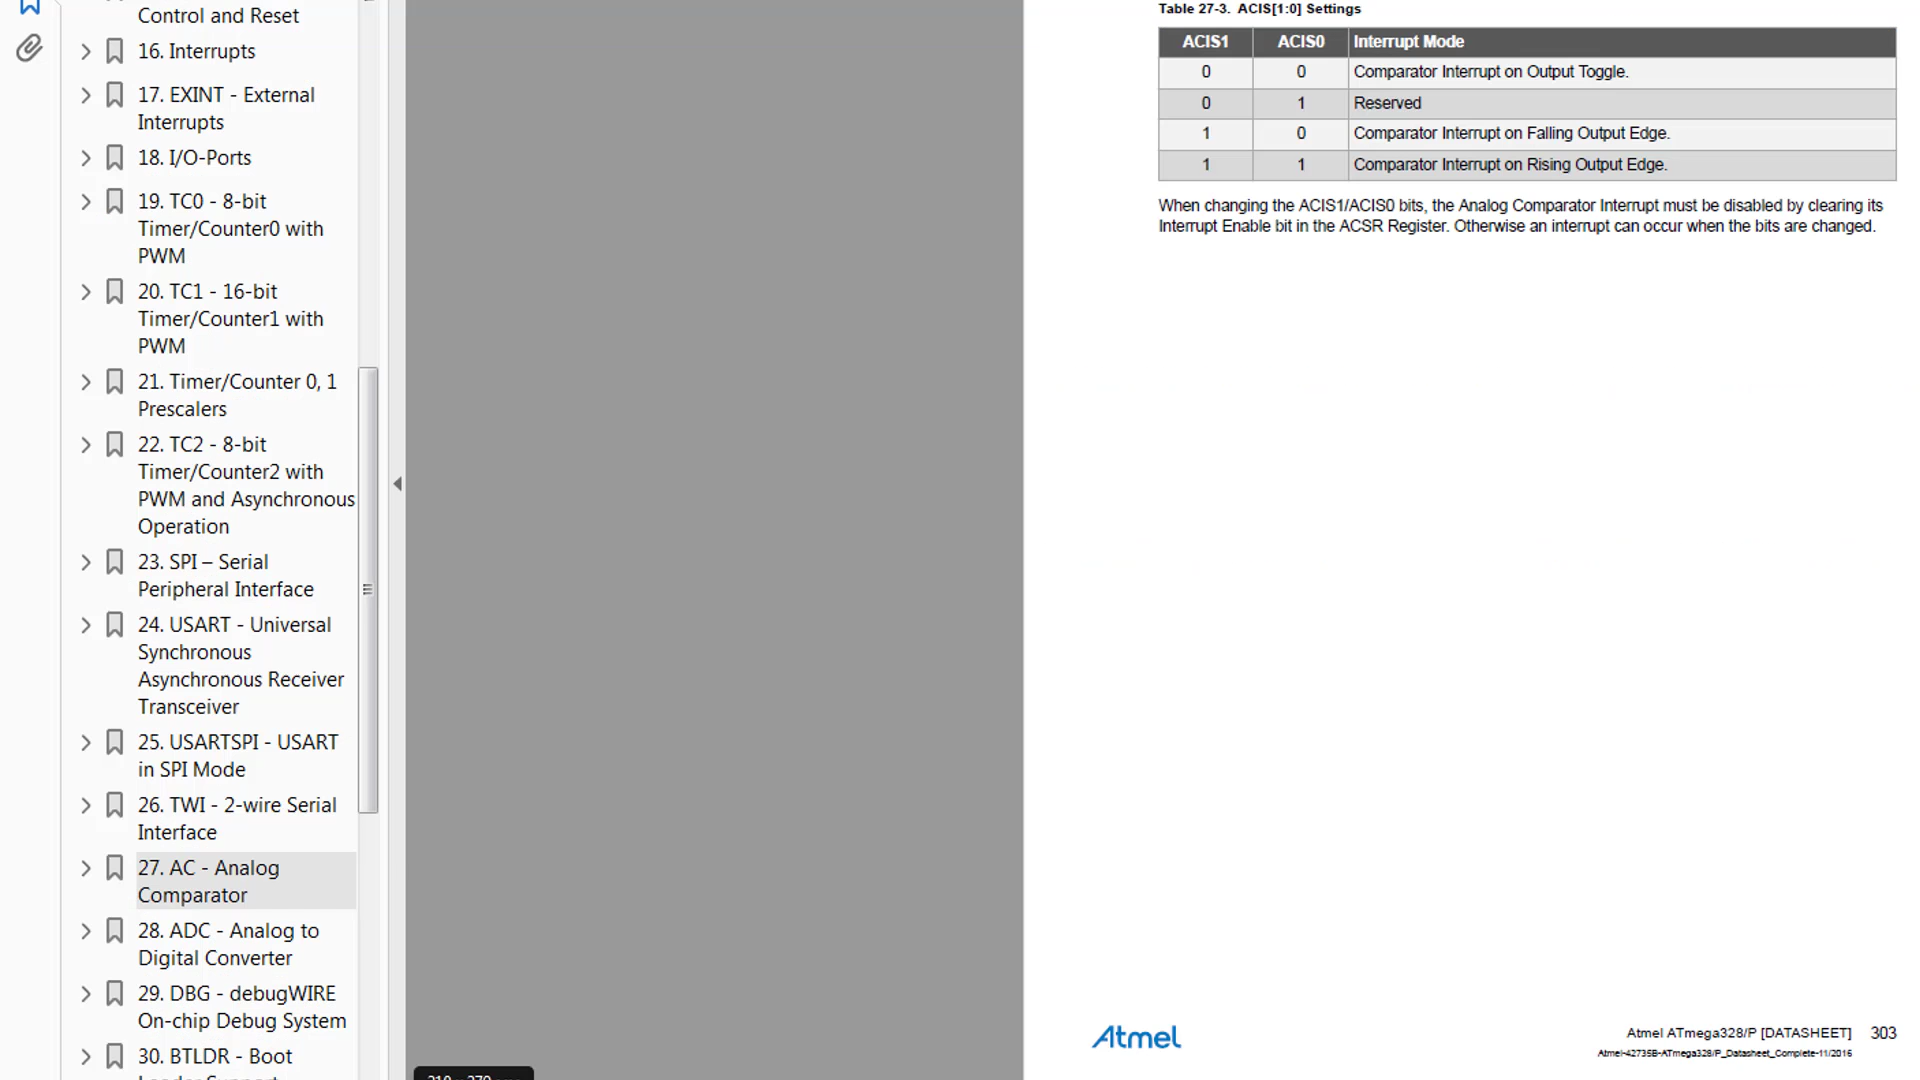 Control and Reset
16. Interrupts
17. EXINT - External
Interrupts
18. I/O-Ports
19. TC0 - 8-bit
Timer/Counter0 with
PWM
20. TC1 - 16-bit
Timer/Counter1 with
PWM
21. Timer/Counter 0, 1
Prescalers
22. TC2 - 8-bit
Timer/Counter2 with
PWM and Asynchronous
Operation
23. SPI – Serial
Peripheral Interface
24. USART - Universal
Synchronous
Asynchronous Receiver
Transceiver
25. USARTSPI - USART
in SPI Mode
26. TWI - 2-wire Serial
Interface
27. AC - Analog
Comparator
28. ADC - Analog to
Digital Converter
29. DBG - debugWIRE
On-chip Debug System
30. BTLDR - Boot
Table 27-3. ACIS[1:0] Settings
ACIS1 ACIS0 Interrupt Mode
0 0 Comparator Interrupt on Output Toggle.
0 1 Reserved
1 0 Comparator Interrupt on Falling Output Edge.
1 1 Comparator Interrupt on Rising Output Edge.
When changing the ACIS1/ACIS0 bits, the Analog Comparator Interrupt must be disabled by clearing its
Interrupt Enable bit in the ACSR Register. Otherwise an interrupt can occur when the bits are changed.
Atmel
Atmel ATmega328/P [DATASHEET] 303
Atmel-42735B-ATmega328/P_Datasheet_Complete-11/2016